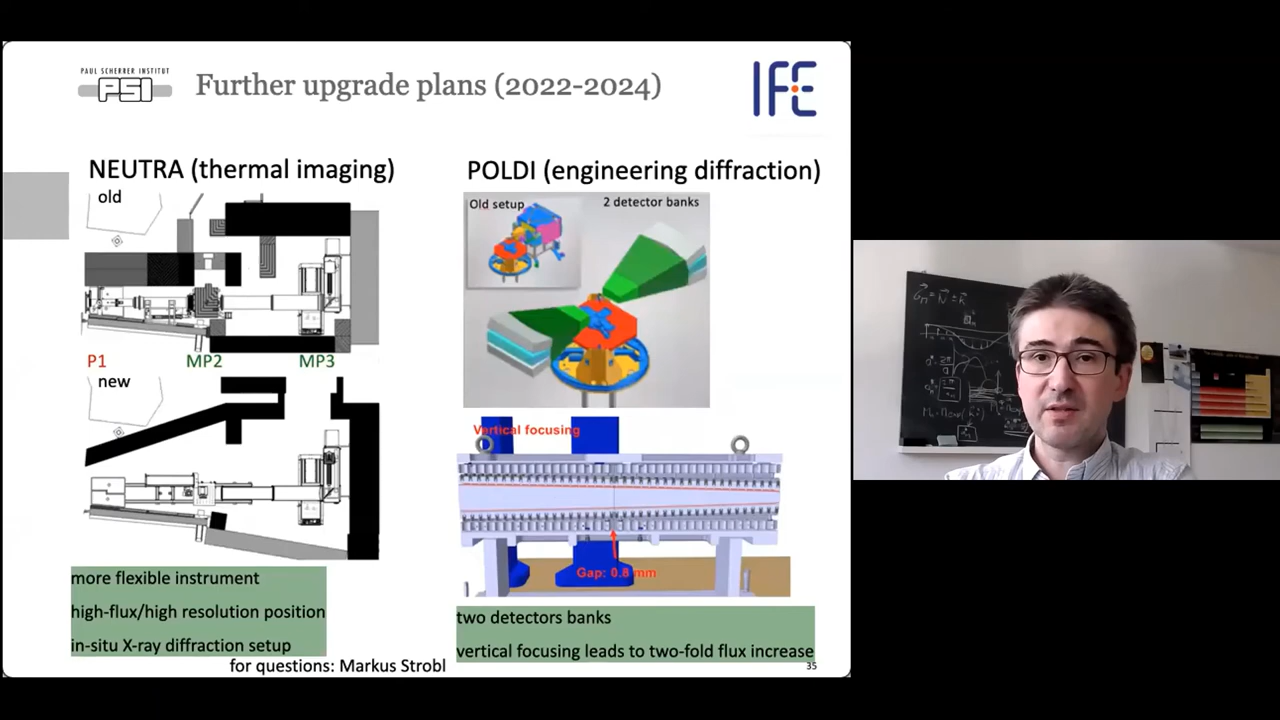 PAUL SCHERRER INSTITUT
PSI
Further upgrade plans (2022-2024)
IFE
NEUTRA (thermal imaging)
old
P1
MP2
MP3
new
more flexible instrument
high-flux/high resolution position
in-situ X-ray diffraction setup
POLDI (engineering diffraction)
Old setup
2 detector banks
Vertical focusing
Gap: 0.8 mm
two detectors banks
vertical focusing leads to two-fold flux increase
for questions: Markus Strobl
35